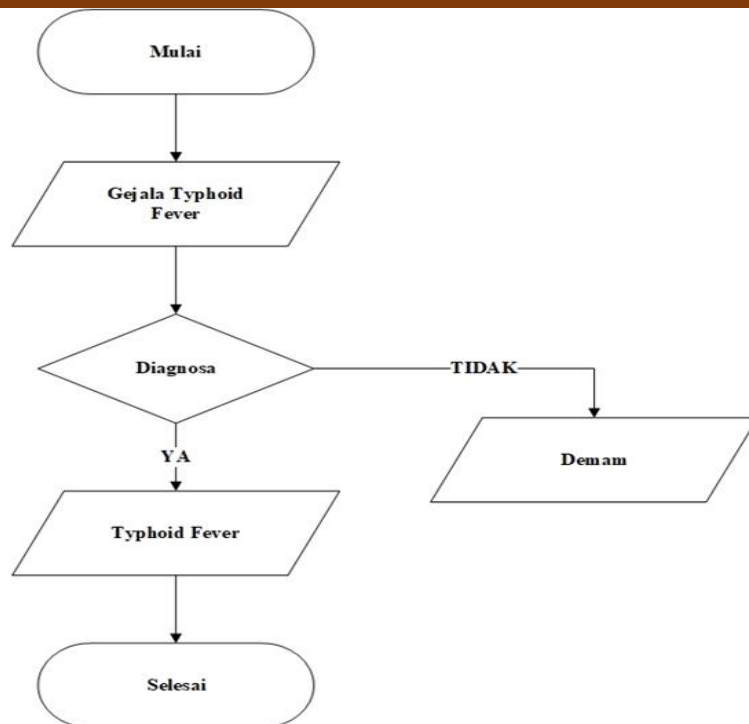 Mulai
Gejala Typhoid
Fever
Diagnosa
TIDAK
YA
Demam
Typhoid Fever
Selesai